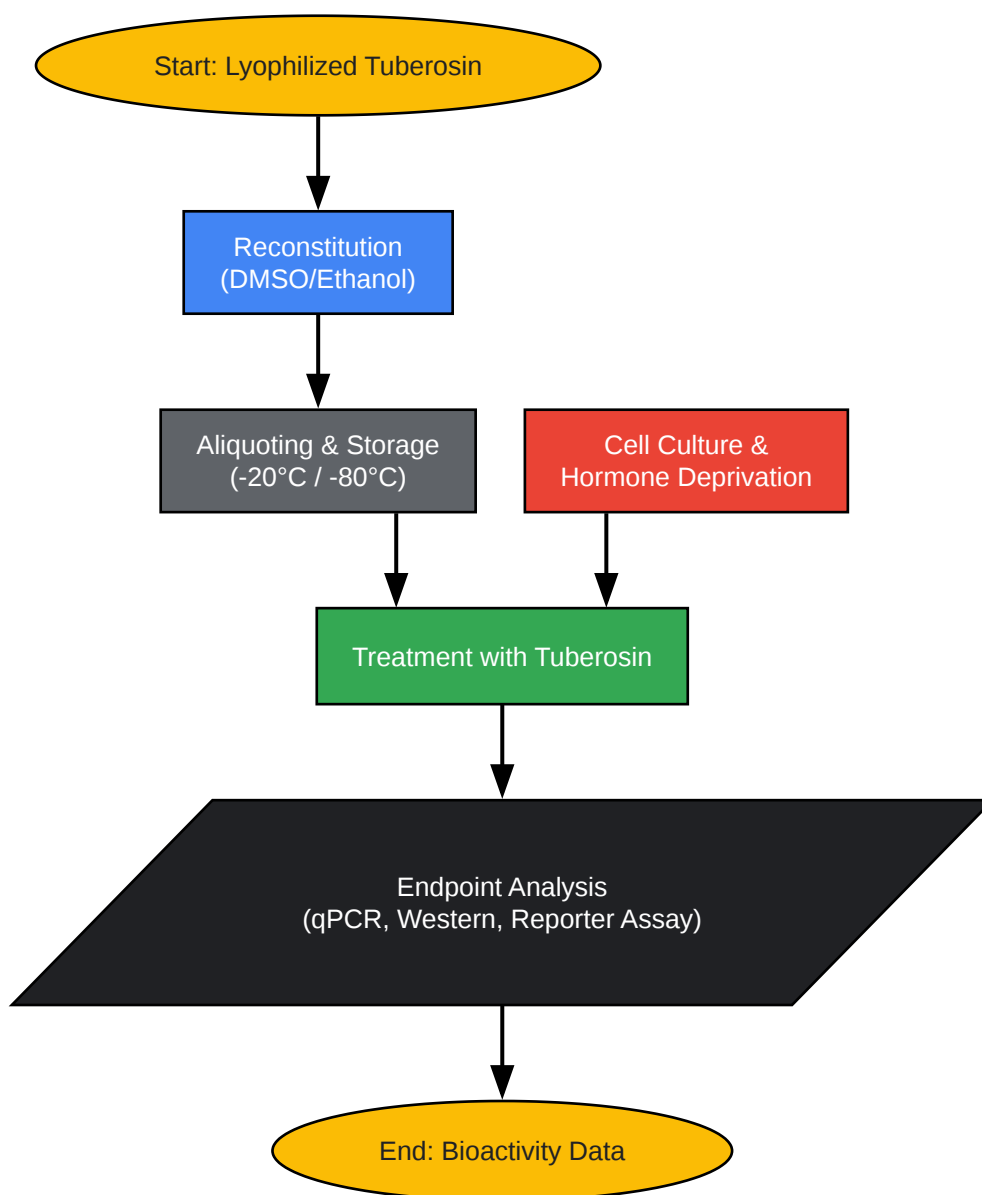 Start: Lyophilized Tuberosin
Reconstitution
(DMSO/Ethanol)
Aliquoting & Storage
(-20°C / -80°C)
Cell Culture &
Hormone Deprivation
Treatment with Tuberosin
Endpoint Analysis
(qPCR, Western, Reporter Assay)
End: Bioactivity Data